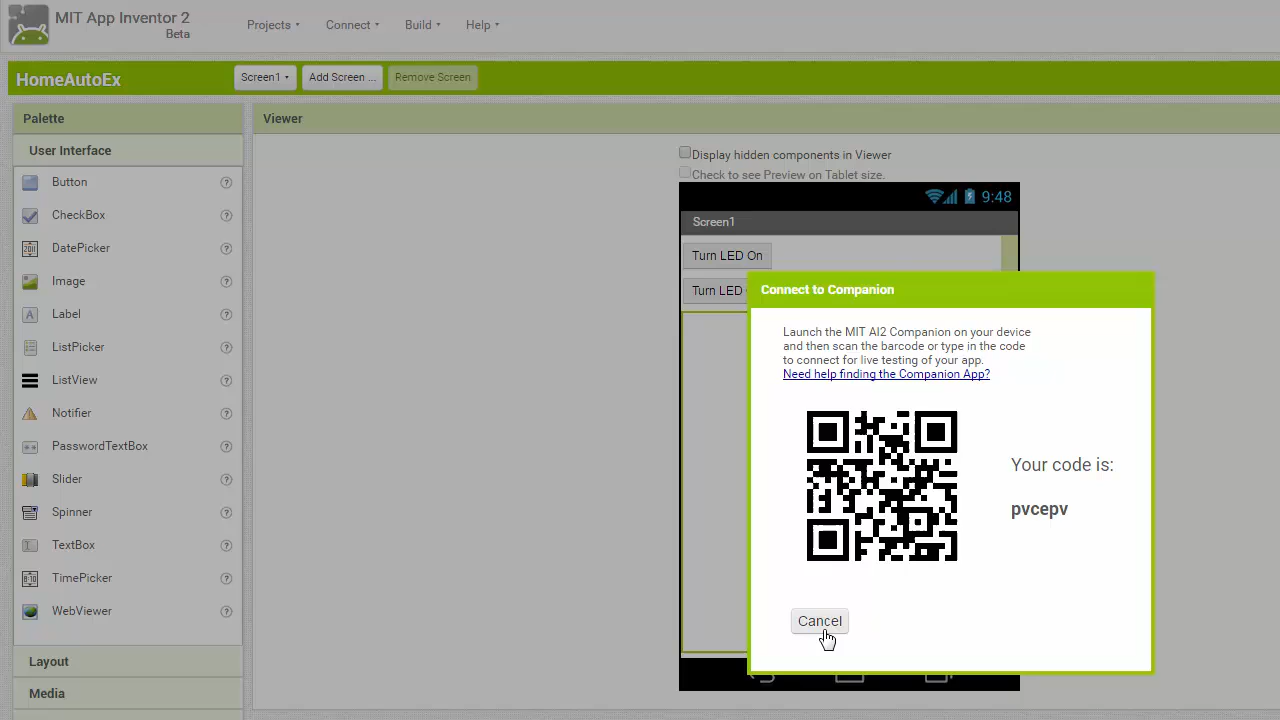 MIT App Inventor 2
Beta
Projects
Connect
Build
Help
HomeAutoEx
Screen1
Add Screen ...
Remove Screen
Palette
Viewer
User Interface
Button
CheckBox
DatePicker
Image
Label
ListPicker
ListView
Notifier
PasswordTextBox
Slider
Spinner
TextBox
TimePicker
WebViewer
Layout
Media
Display hidden components in Viewer
Check to see Preview on Tablet size.
9:48
Screen1
Turn LED On
Turn LED
Connect to Companion
Launch the MIT AI2 Companion on your device
and then scan the barcode or type in the code
to connect for live testing of your app.
Need help finding the Companion App?
Your code is:
pvcepv
Cancel